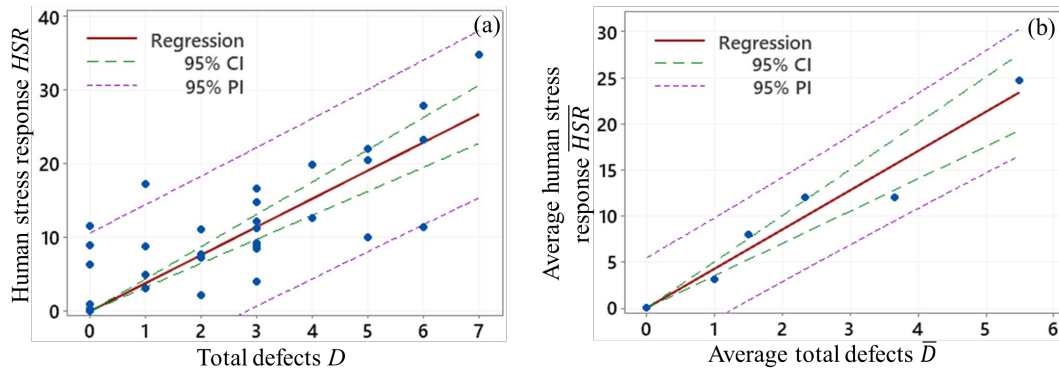 (a)
40
30
20
10
0
Human stress response HSR
Regression
95% CI
95% PI
0 1 2 3 4 5 6 7
Total defects D
(b)
30
25
20
15
10
5
0
Average human stress
response \overline{HSR}
Regression
95% CI
95% PI
0 1 2 3 4 5 6
Average total defects \overline{D}